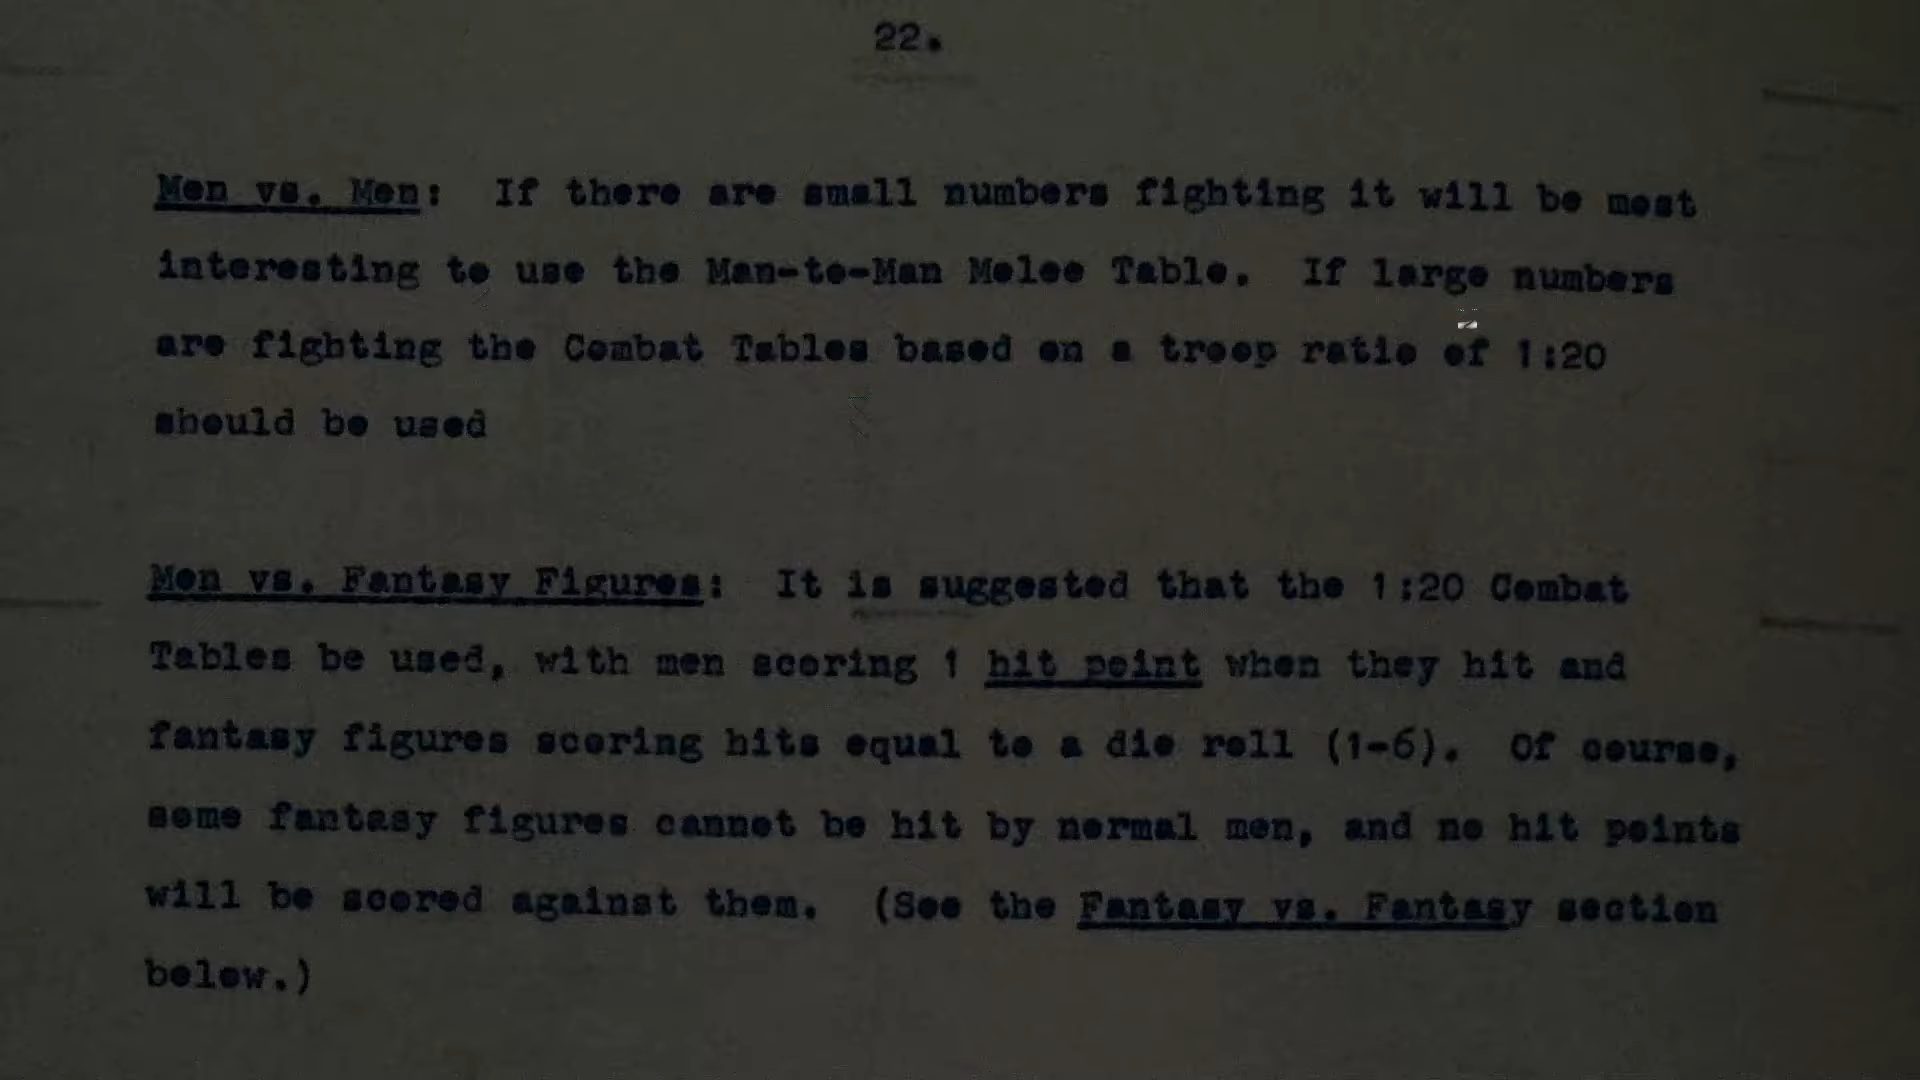 22.
Men vs. Men: If there are small numbers fighting it will be most
interesting to use the Man-to-Man Melee Table. If large numbers
are fighting the Combat Tables based on a troop ratio of 1:20
should be used
Men vs. Fantasy Figures: It is suggested that the 1:20 Combat
Tables be used, with men scoring 1 hit point when they hit and
fantasy figures scoring hits equal to a die roll (1-6). Of course,
some fantasy figures cannot be hit by normal men, and no hit points
will be scored against them. (See the Fantasy vs. Fantasy section
below.)